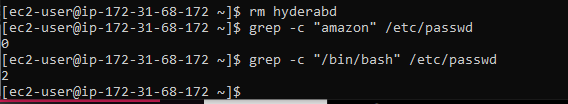 [ec2-user@ip-172-31-68-172 ~]$ rm hyderabd
[ec2-user@ip-172-31-68-172 ~]$ grep -c "amazon" /etc/passwd
0
[ec2-user@ip-172-31-68-172 ~]$ grep -c "/bin/bash" /etc/passwd
2
[ec2-user@ip-172-31-68-172 ~]$